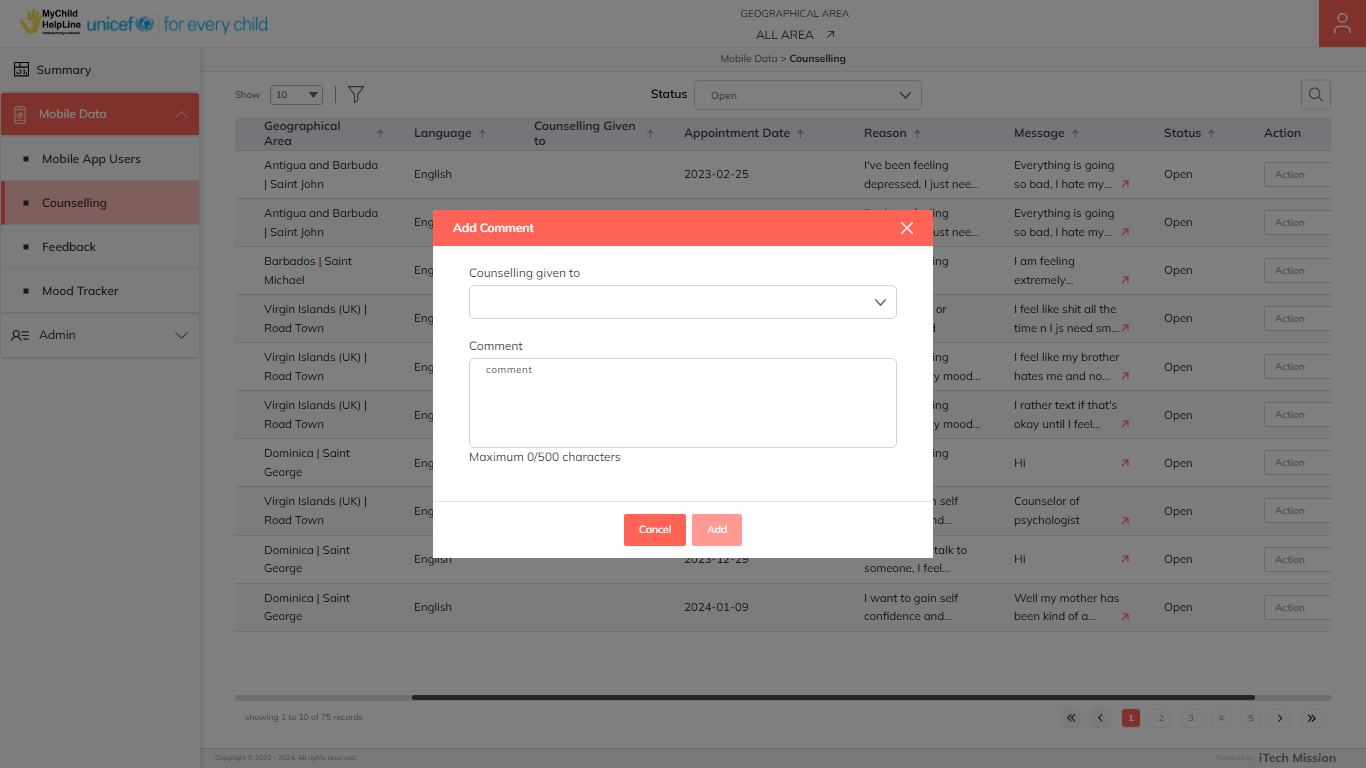 MyChild
HelpLine
unicef for every child
GEOGRAPHICAL AREA
ALL AREA
Mobile Data > Counselling
Summary
Mobile Data
Mobile App Users
Counselling
Feedback
Mood Tracker
Admin
Show 10 Status Open
Geographical Area Language Counselling Given to Appointment Date Reason Message Status Action
Antigua and Barbuda English 2023-02-25 I've been feeling Everything is going Open Action
| Saint John depressed, I just nee... so bad, I hate my...
Antigua and Barbuda Everything is going Open Action
| Saint John so bad, I hate my...
Barbados | Saint I am feeling Open Action
Michael extremely...
Virgin Islands (UK) | or I feel like shit all the Open Action
Road Town time n I js need sm...
Virgin Islands (UK) | I feel like my brother Open Action
Road Town y mood... hates me and no...
Virgin Islands (UK) | I rather text if that's Open Action
Road Town y mood... okay until I feel...
Dominica | Saint Hi Open Action
George
Virgin Islands (UK) | self Counselor of Open Action
Road Town psychologist
Dominica | Saint English 2023-12-29 talk to Hi Open Action
George someone, I feel...
Dominica | Saint English 2024-01-09 I want to gain self Well my mother has Open Action
George confidence and... been kind of a...
Add Comment
Counselling given to
Comment
comment
Maximum 0/500 characters
Cancel Add
showing 1 to 10 of 75 records
1 2 3 4 5
Copyright © 2022 - 2024. All rights reserved.
Powered by iTech Mission